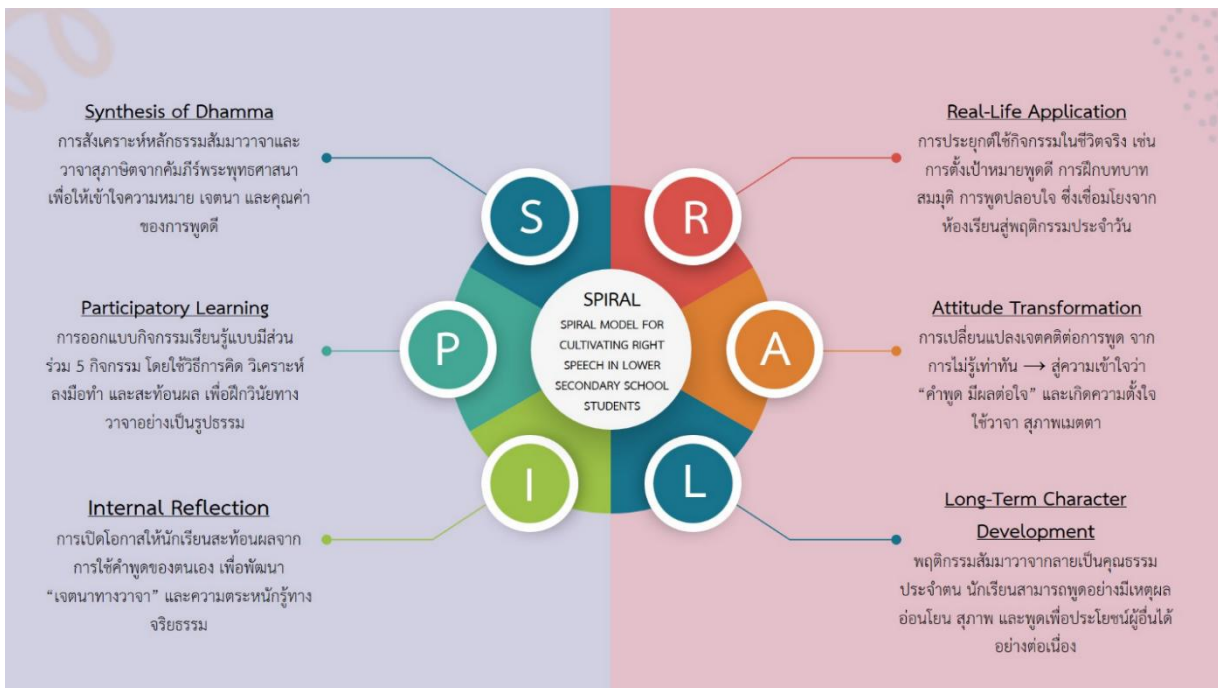 Synthesis of Dhamma
การสังเคราะห์หลักธรรมสัมมาวาจาและ
วาจาสุภาษิตจากคัมภีร์พระพุทธศาสนา
เพื่อให้เข้าใจความหมาย เจตนา และคุณค่า
ของการพูดดี
Participatory Learning
การออกแบบกิจกรรมเรียนรู้แบบมีส่วน
ร่วม 5 กิจกรรม โดยใช้วิธีการคิด วิเคราะห์
ลงมือทำ และสะท้อนผล เพื่อฝึกวินัยทาง
วาจาอย่างเป็นรูปธรรม
Internal Reflection
การเปิดโอกาสให้นักเรียนสะท้อนผลจาก
การใช้คำพูดของตนเอง เพื่อพัฒนา
“เจตนาทางวาจา” และความตระหนักรู้ทาง
จริยธรรม
S
P
I
R
A
L
SPIRAL
SPIRAL MODEL FOR
CULTIVATING RIGHT
SPEECH IN LOWER
SECONDARY SCHOOL
STUDENTS
Real-Life Application
การประยุกต์ใช้กิจกรรมในชีวิตจริง เช่น
การตั้งเป้าหมายพูดดี การฝึกบทบาท
สมมุติ การพูดปลอบใจ ซึ่งเชื่อมโยงจาก
ห้องเรียนสู่พฤติกรรมประจำวัน
Attitude Transformation
การเปลี่ยนแปลงเจตคติต่อการพูด จาก
การไม่รู้เท่าทัน → สู่ความเข้าใจว่า
“คำพูด มีผลต่อใจ” และเกิดความตั้งใจ
ใช้วาจา สุภาพเมตตา
Long-Term Character
Development
พฤติกรรมสัมมาวาจากลายเป็นคุณธรรม
ประจำตน นักเรียนสามารถพูดอย่างมีเหตุผล
อ่อนโยน สุภาพ และพูดเพื่อประโยชน์ผู้อื่นได้
อย่างต่อเนื่อง